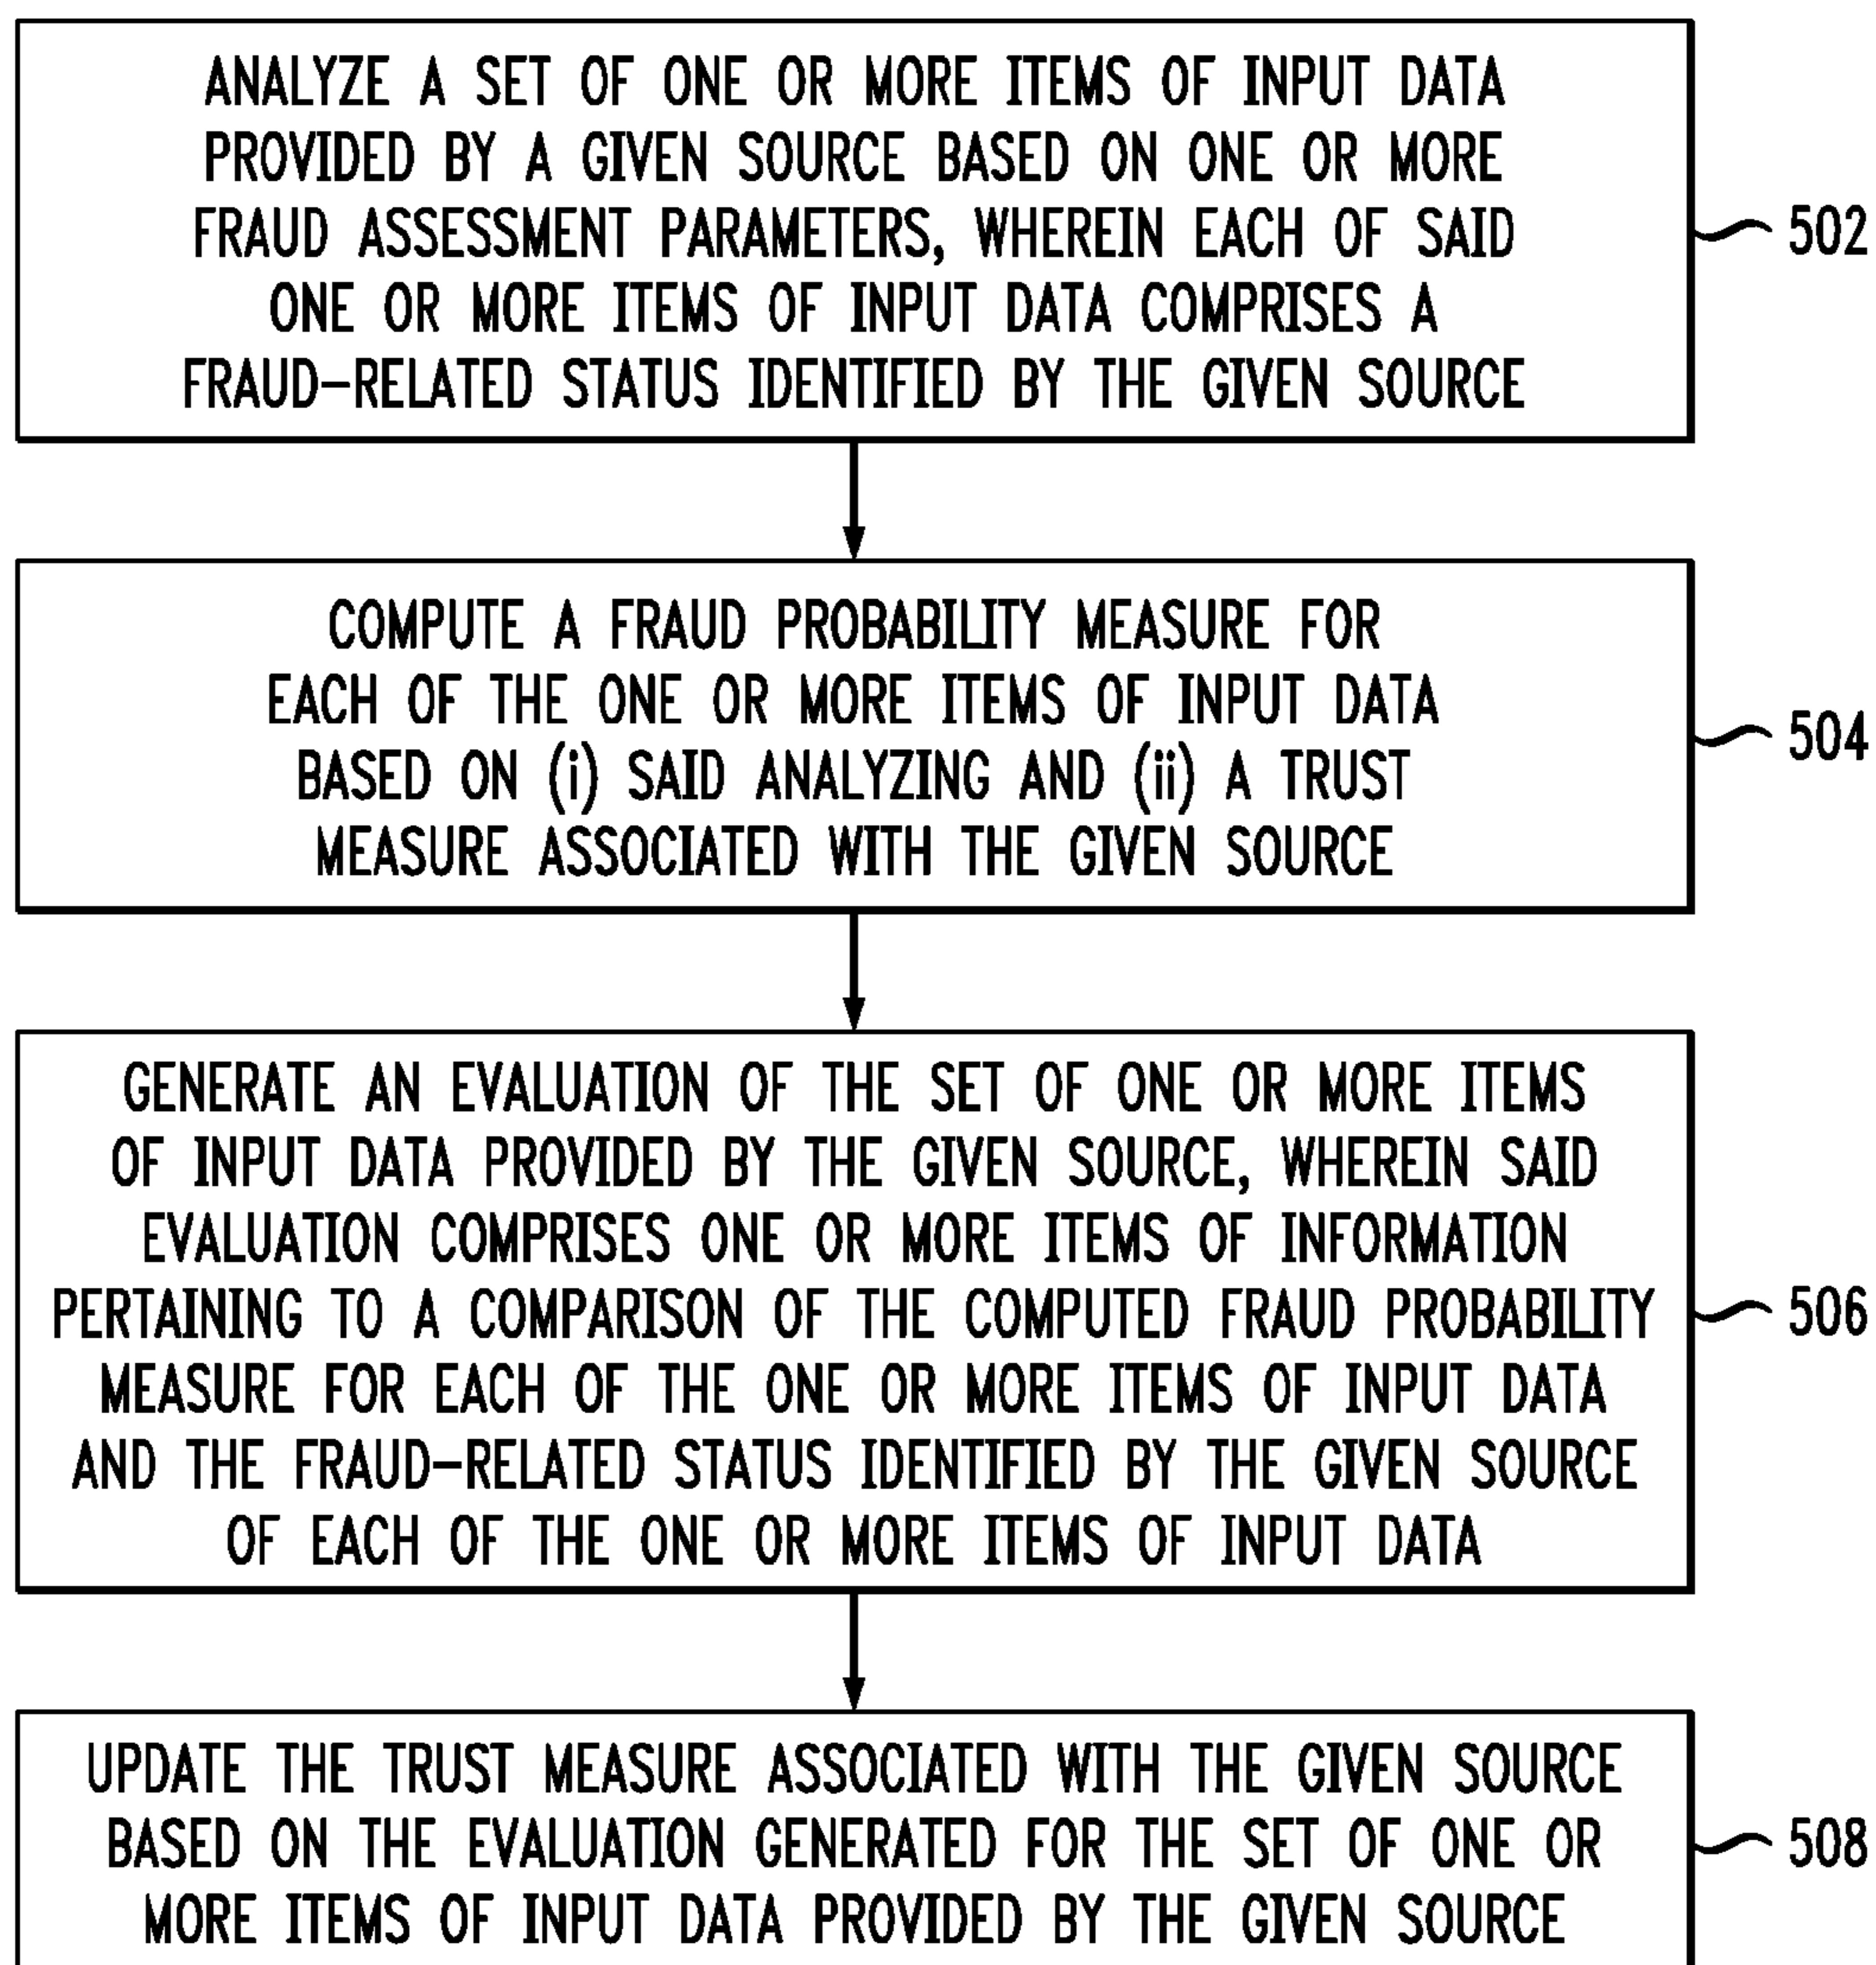 ANALYZE A SET OF ONE OR MORE ITEMS OF INPUT DATA
PROVIDED BY A GIVEN SOURCE BASED ON ONE OR MORE
FRAUD ASSESSMENT PARAMETERS, WHEREIN EACH OF SAID
ONE OR MORE ITEMS OF INPUT DATA COMPRISES A
FRAUD-RELATED STATUS IDENTIFIED BY THE GIVEN SOURCE
502
COMPUTE A FRAUD PROBABILITY MEASURE FOR
EACH OF THE ONE OR MORE ITEMS OF INPUT DATA
BASED ON (i) SAID ANALYZING AND (ii) A TRUST
MEASURE ASSOCIATED WITH THE GIVEN SOURCE
504
GENERATE AN EVALUATION OF THE SET OF ONE OR MORE ITEMS
OF INPUT DATA PROVIDED BY THE GIVEN SOURCE, WHEREIN SAID
EVALUATION COMPRISES ONE OR MORE ITEMS OF INFORMATION
PERTAINING TO A COMPARISON OF THE COMPUTED FRAUD PROBABILITY
MEASURE FOR EACH OF THE ONE OR MORE ITEMS OF INPUT DATA
AND THE FRAUD-RELATED STATUS IDENTIFIED BY THE GIVEN SOURCE
OF EACH OF THE ONE OR MORE ITEMS OF INPUT DATA
506
UPDATE THE TRUST MEASURE ASSOCIATED WITH THE GIVEN SOURCE
BASED ON THE EVALUATION GENERATED FOR THE SET OF ONE OR
MORE ITEMS OF INPUT DATA PROVIDED BY THE GIVEN SOURCE
508